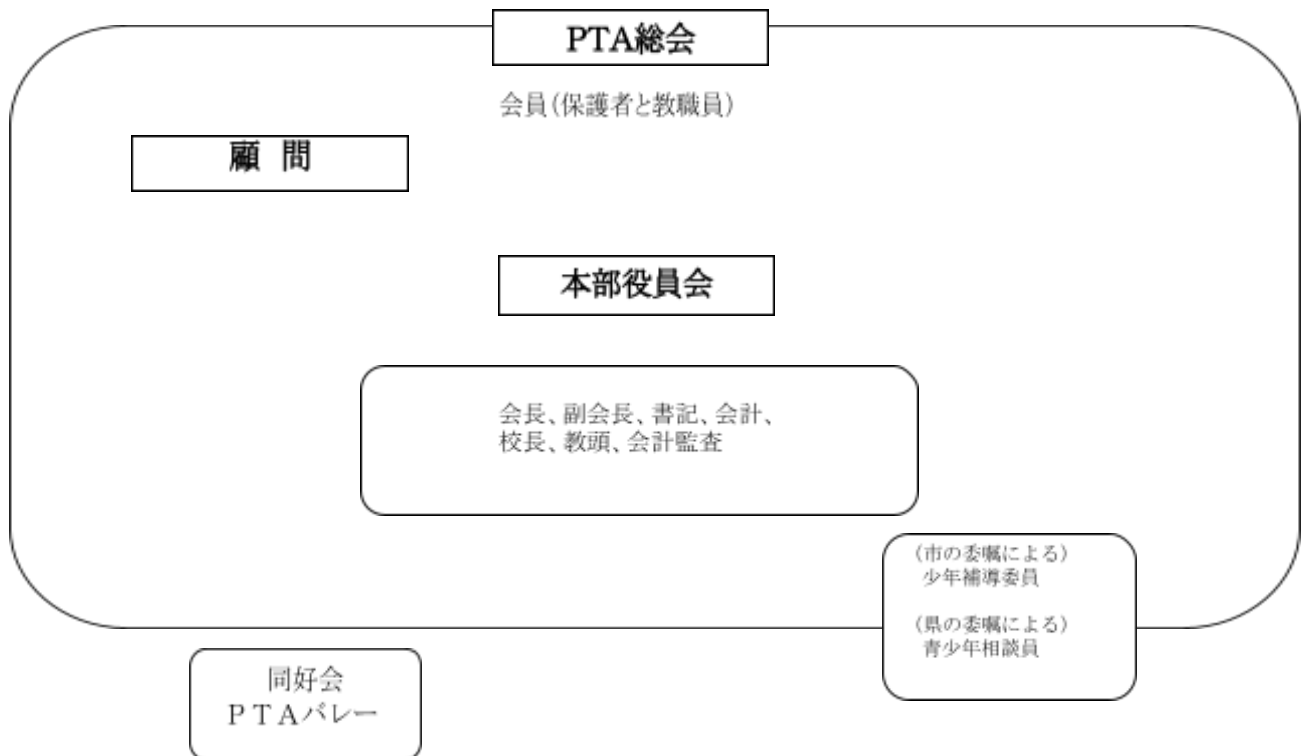 PTA総会
会員(保護者と教職員)
顧 問
本部役員会
会長、副会長、書記、会計、
校長、教頭、会計監査
(市の委嘱による)
少年補導委員
(県の委嘱による)
青少年相談員
同好会
PTAバレー